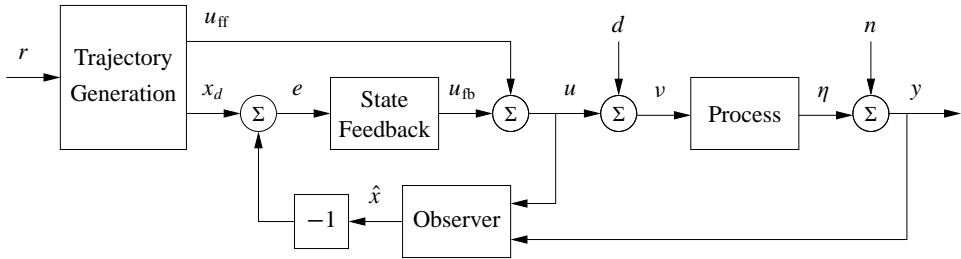 r
Trajectory
Generation
u_ff
x_d
Σ
e
State
Feedback
u_fb
Σ
u
d
Σ
ν
Process
η
n
Σ
y
−1
x̂
Observer